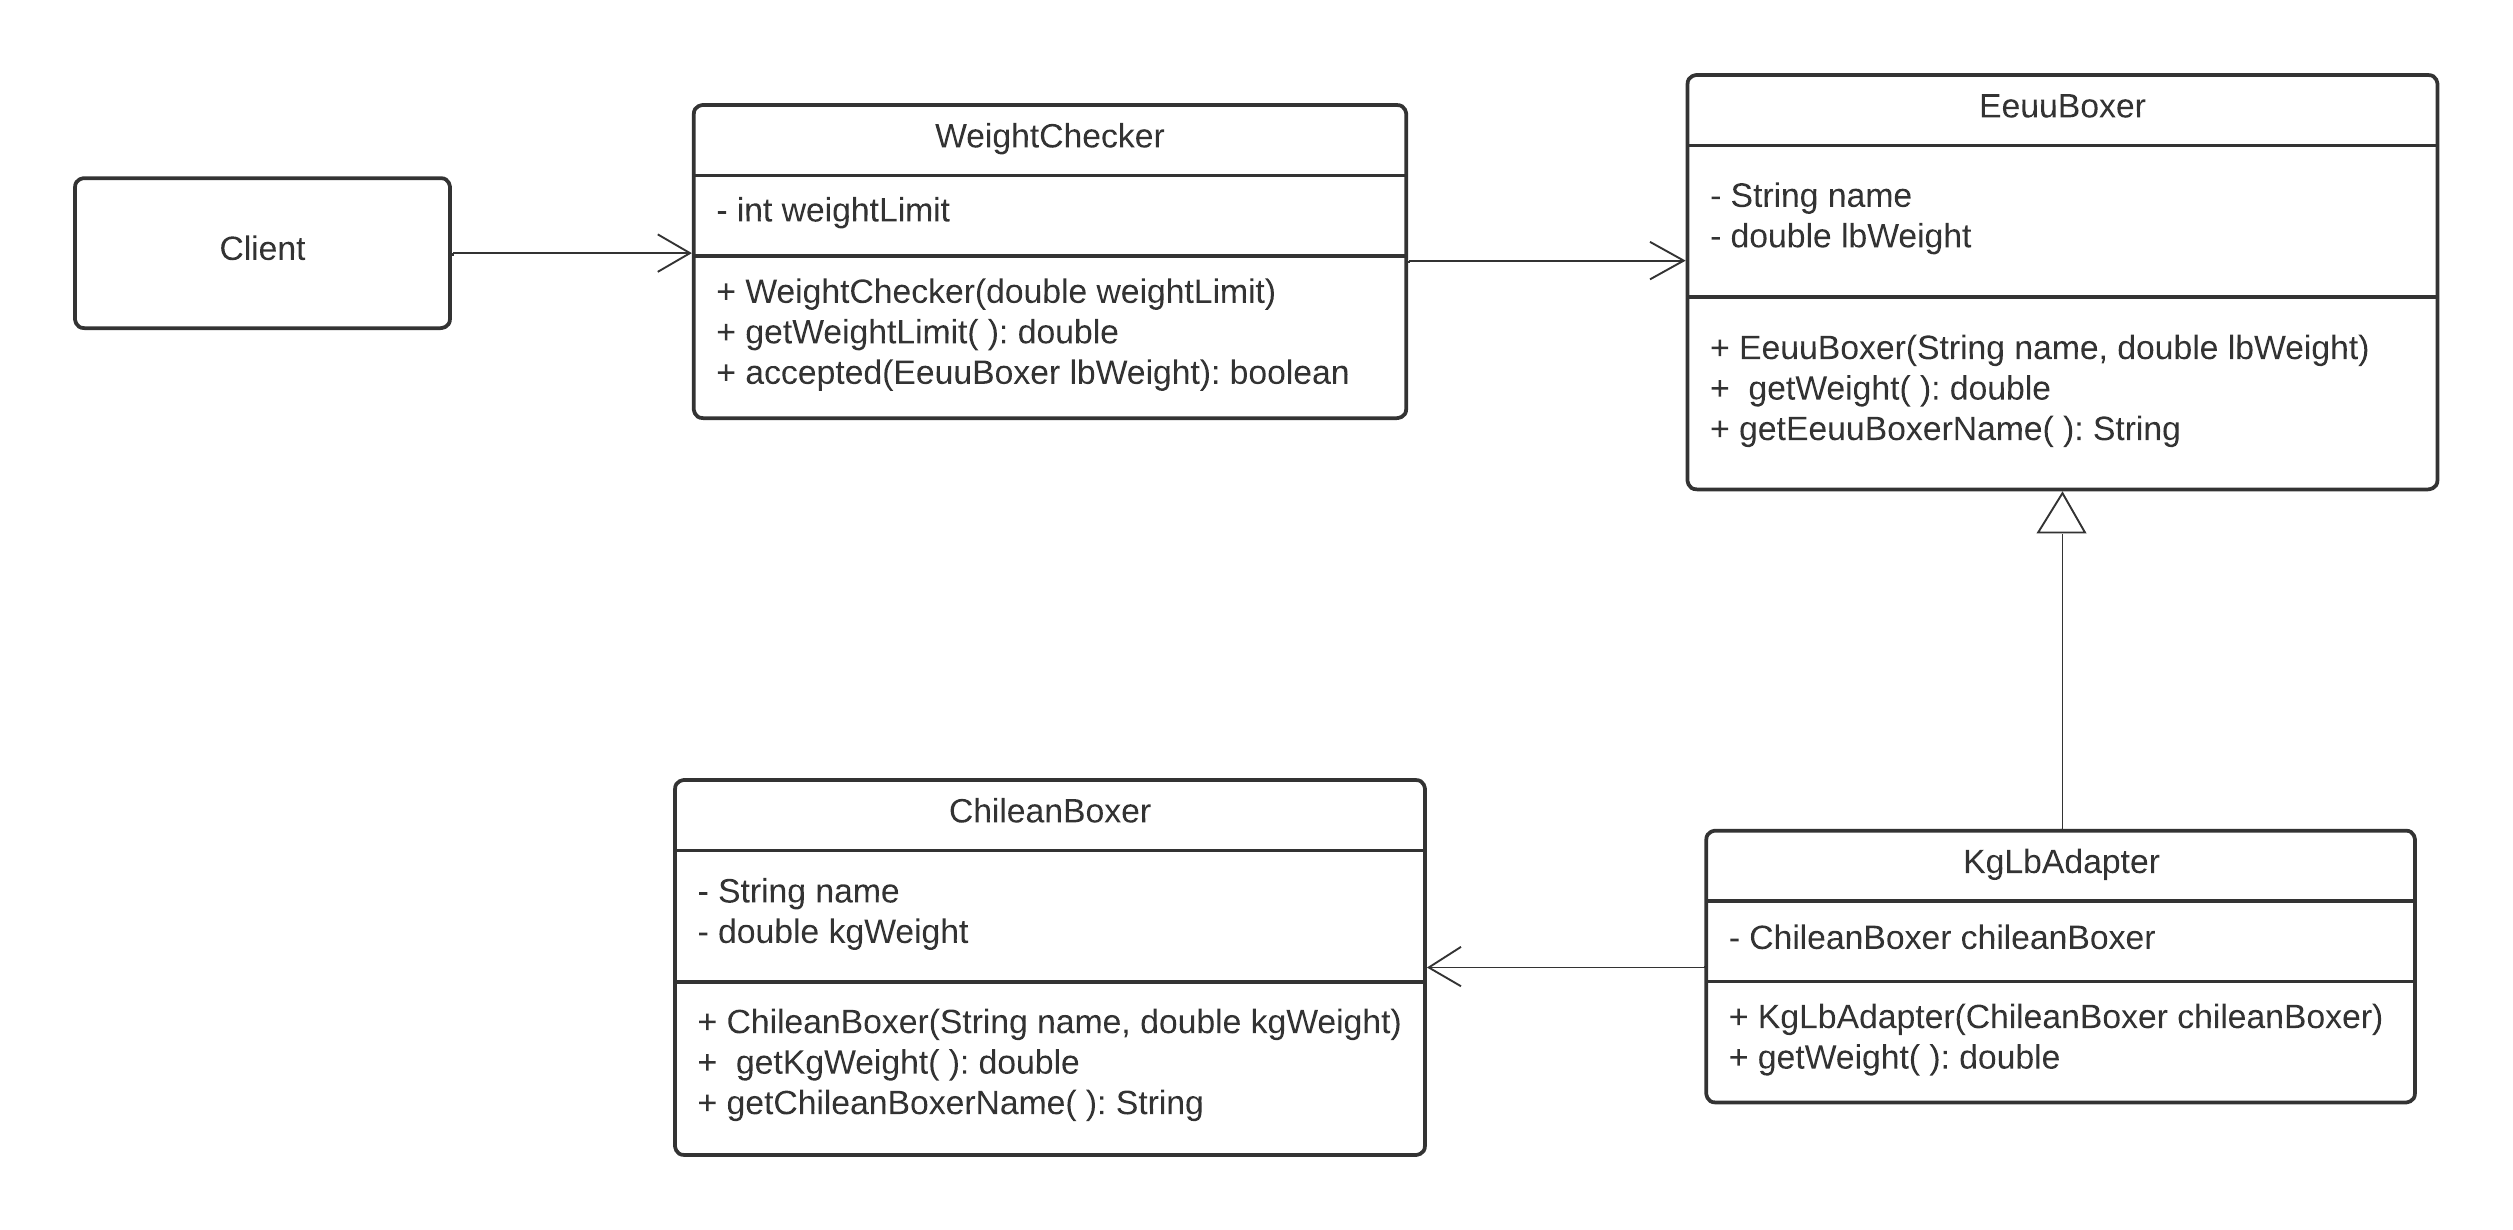 Client
WeightChecker
- int weightLimit
+ WeightChecker(double weightLimit)
+ getWeightLimit( ): double
+ accepted(EeuuBoxer lbWeight): boolean
EeuuBoxer
- String name
- double lbWeight
+ EeuuBoxer(String name, double lbWeight)
+  getWeight( ): double
+ getEeuuBoxerName( ): String
ChileanBoxer
- String name
- double kgWeight
+ ChileanBoxer(String name, double kgWeight)
+  getKgWeight( ): double
+ getChileanBoxerName( ): String
KgLbAdapter
- ChileanBoxer chileanBoxer
+ KgLbAdapter(ChileanBoxer chileanBoxer)
+ getWeight( ): double